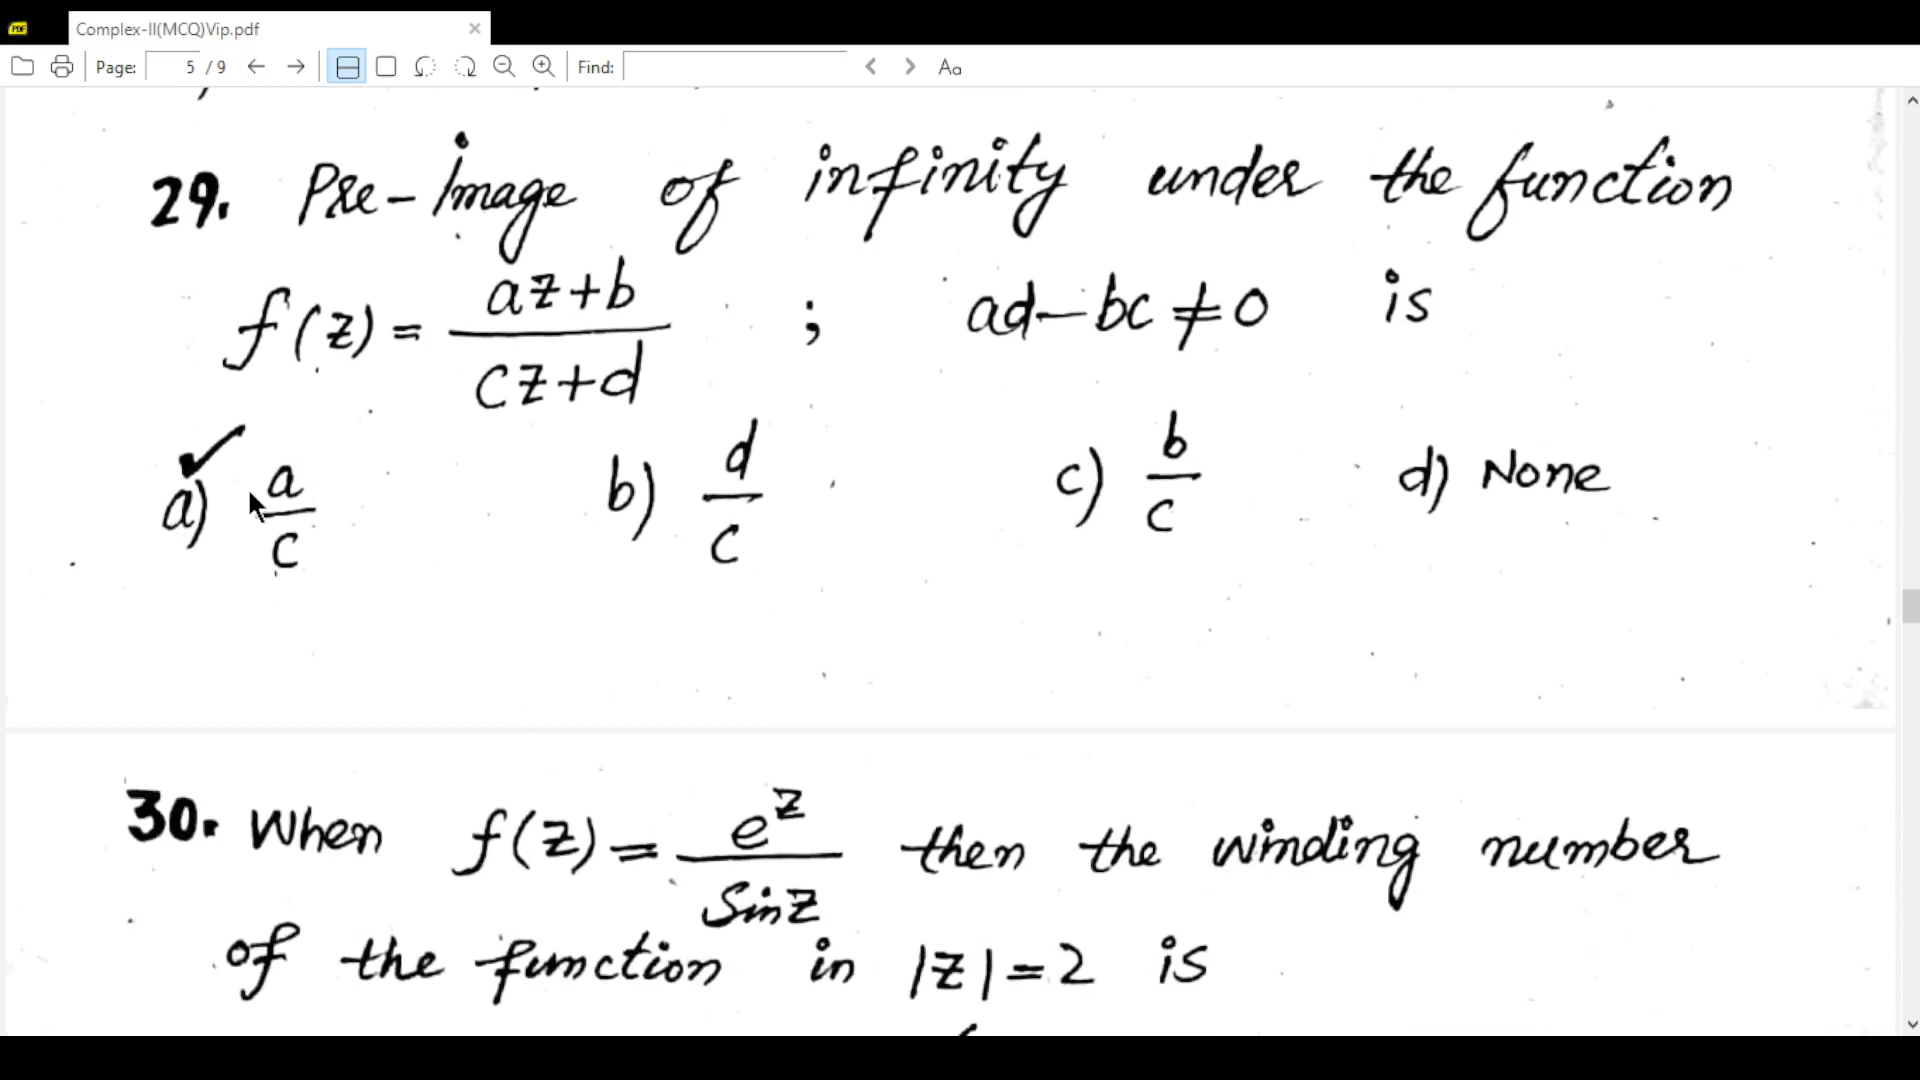 Complex-II(MCQ)Vip.pdf
Page: 5 / 9 Find: Aa
29. Pre-Image of infinity under the function
f(z) = az+b / cz+d ; ad-bc ≠ 0 is
a) a/c b) d/c c) b/c d) None
30. When f(z) = e^z / Sinz then the winding number
of the function in |z| = 2 is